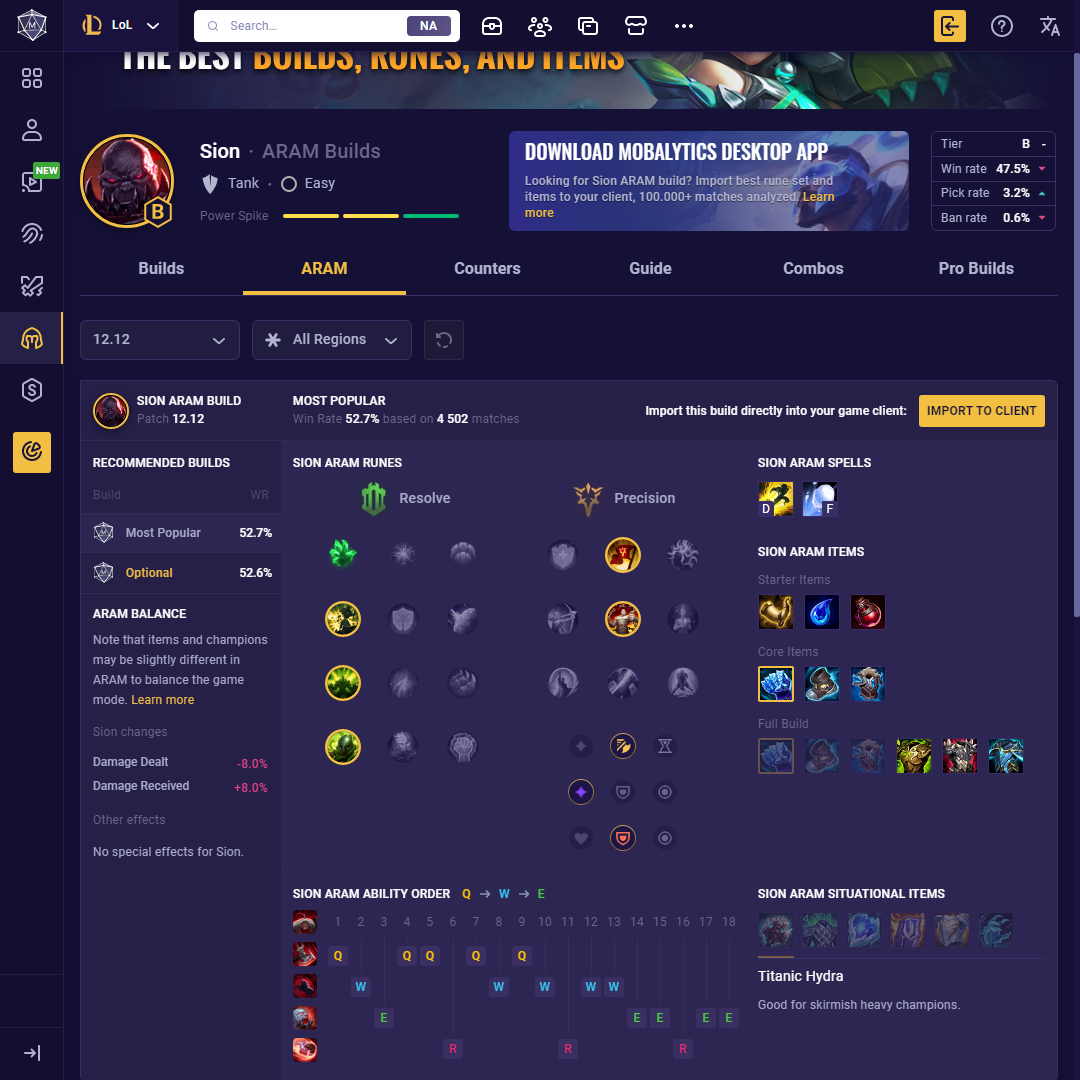 LoL
Search...
NA
THE BEST BUILDS, RUNES, AND ITEMS
NEW
Sion · ARAM Builds
Tank · Easy
Power Spike
B
DOWNLOAD MOBALYTICS DESKTOP APP
Looking for Sion ARAM build? Import best rune set and
items to your client, 100.000+ matches analyzed. Learn
more
Tier B -
Win rate 47.5%
Pick rate 3.2%
Ban rate 0.6%
Builds
ARAM
Counters
Guide
Combos
Pro Builds
12.12
All Regions
SION ARAM BUILD
Patch 12.12
MOST POPULAR
Win Rate 52.7% based on 4 502 matches
Import this build directly into your game client:
IMPORT TO CLIENT
RECOMMENDED BUILDS
Build WR
Most Popular 52.7%
Optional 52.6%
ARAM BALANCE
Note that items and champions
may be slightly different in
ARAM to balance the game
mode. Learn more
Sion changes
Damage Dealt -8.0%
Damage Received +8.0%
Other effects
No special effects for Sion.
SION ARAM RUNES
Resolve
Precision
SION ARAM SPELLS
D F
SION ARAM ITEMS
Starter Items
Core Items
Full Build
SION ARAM ABILITY ORDER Q → W → E
1 2 3 4 5 6 7 8 9 10 11 12 13 14 15 16 17 18
Q Q Q Q Q
W W W W W
E E E E E
R R R
SION ARAM SITUATIONAL ITEMS
Titanic Hydra
Good for skirmish heavy champions.